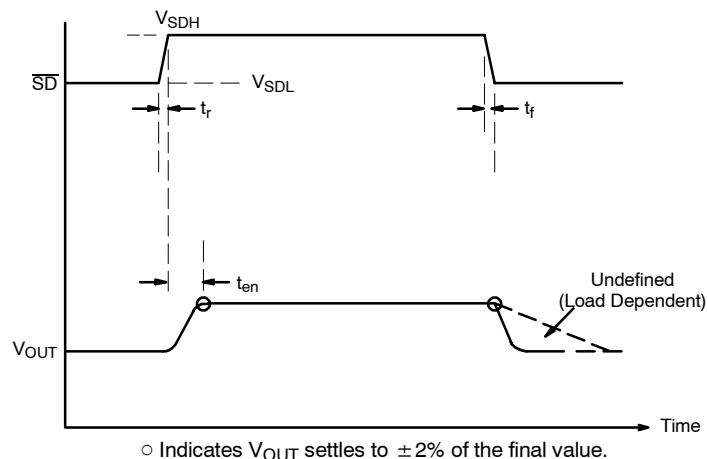 V_SDH
S̅D̅
V_SDL
t_r
t_f
t_en
Undefined
(Load Dependent)
V_OUT
Time
○ Indicates V_OUT settles to ±2% of the final value.